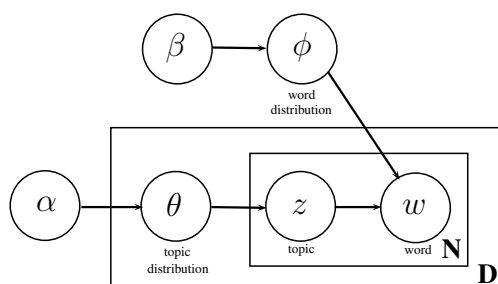 β
ϕ
word
distribution
α
θ
z
w
topic
distribution
topic
word
N
D